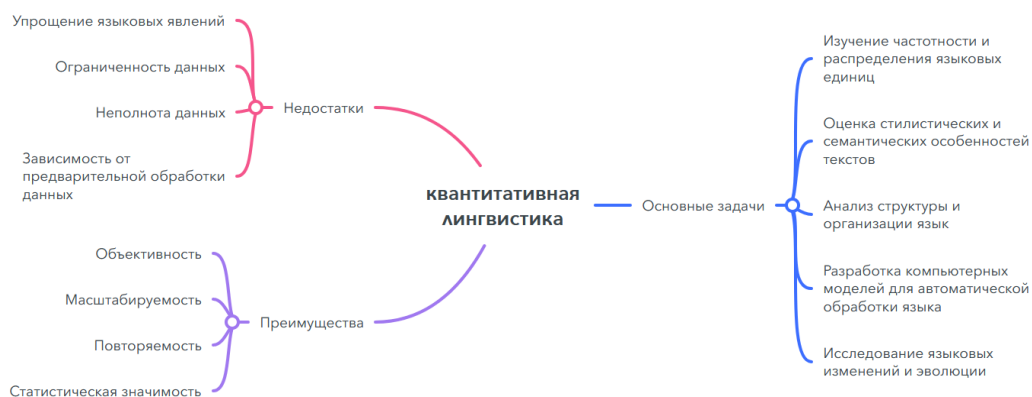 Упрощение языковых явлений
Ограниченность данных
Неполнота данных
Зависимость от
предварительной обработки
данных
Недостатки
Объективность
Масштабируемость
Повторяемость
Статистическая значимость
Преимущества
квантитативная
лингвистика
Основные задачи
Изучение частотности и
распределения языковых
единиц
Оценка стилистических и
семантических особенностей
текстов
Анализ структуры и
организации язык
Разработка компьютерных
моделей для автоматической
обработки языка
Исследование языковых
изменений и эволюции